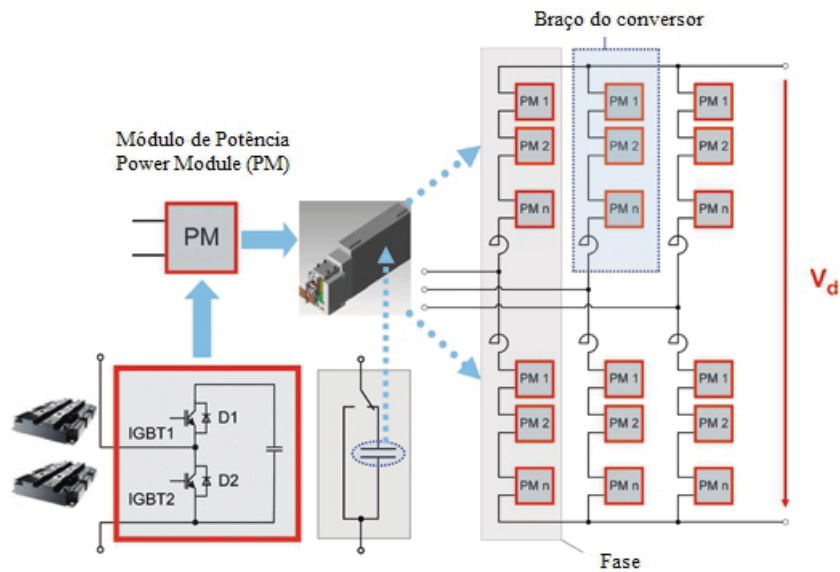 Braço do conversor
Módulo de Potência
Power Module (PM)
PM
IGBT1
D1
IGBT2
D2
PM 1
PM 1
PM 1
PM 2
PM 2
PM 2
PM n
PM n
PM n
Vd
PM 1
PM 1
PM 1
PM 2
PM 2
PM 2
PM n
PM n
PM n
Fase